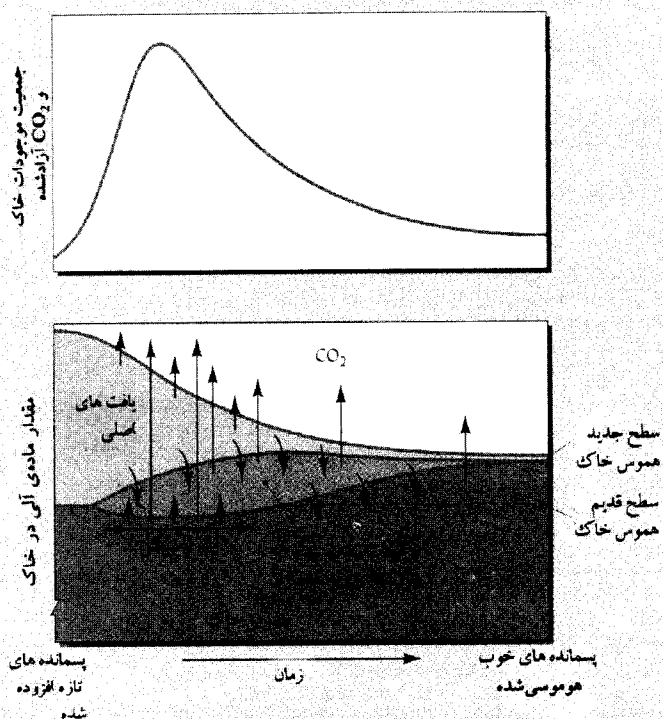 جمعیت موجودات خاک
و CO₂ آزادشده
CO₂
بافت های
اصلی
مقدار ماده‌ی آلی در خاک
سطح جدید
هموس خاک
سطح قدیم
هموس خاک
پسمانده های
تازه افزوده
شده
زمان
پسمانده های خوب
هوموسی‌شده